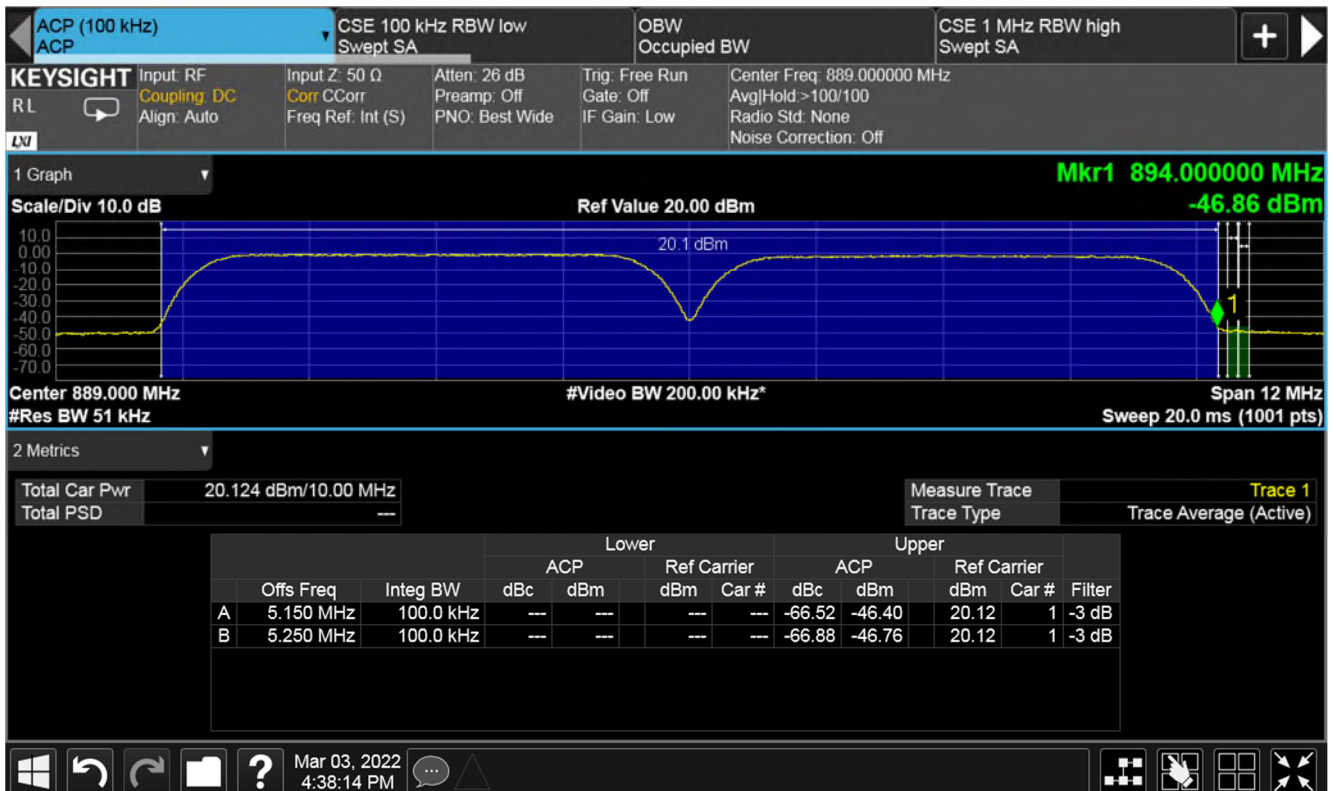 ACP (100 kHz)
ACP
CSE 100 kHz RBW low
Swept SA
OBW
Occupied BW
CSE 1 MHz RBW high
Swept SA
+
KEYSIGHT
R L
LXI
Input: RF
Coupling: DC
Align: Auto
Input Z: 50 Ω
Corr CCorr
Freq Ref: Int (S)
Atten: 26 dB
Preamp: Off
PNO: Best Wide
Trig: Free Run
Gate: Off
IF Gain: Low
Center Freq: 889.000000 MHz
Avg|Hold:>100/100
Radio Std: None
Noise Correction: Off
1 Graph
Mkr1 894.000000 MHz
-46.86 dBm
Scale/Div 10.0 dB
Ref Value 20.00 dBm
10.0
0.00
-10.0
-20.0
-30.0
-40.0
-50.0
-60.0
-70.0
20.1 dBm
1
Center 889.000 MHz
#Video BW 200.00 kHz*
Span 12 MHz
#Res BW 51 kHz
Sweep 20.0 ms (1001 pts)
2 Metrics
Total Car Pwr 20.124 dBm/10.00 MHz
Total PSD ---
Measure Trace Trace 1
Trace Type Trace Average (Active)
Lower Upper
ACP Ref Carrier ACP Ref Carrier
Offs Freq Integ BW dBc dBm dBm Car # dBc dBm dBm Car # Filter
A 5.150 MHz 100.0 kHz --- --- --- --- -66.52 -46.40 20.12 1 -3 dB
B 5.250 MHz 100.0 kHz --- --- --- --- -66.88 -46.76 20.12 1 -3 dB
?
Mar 03, 2022
4:38:14 PM